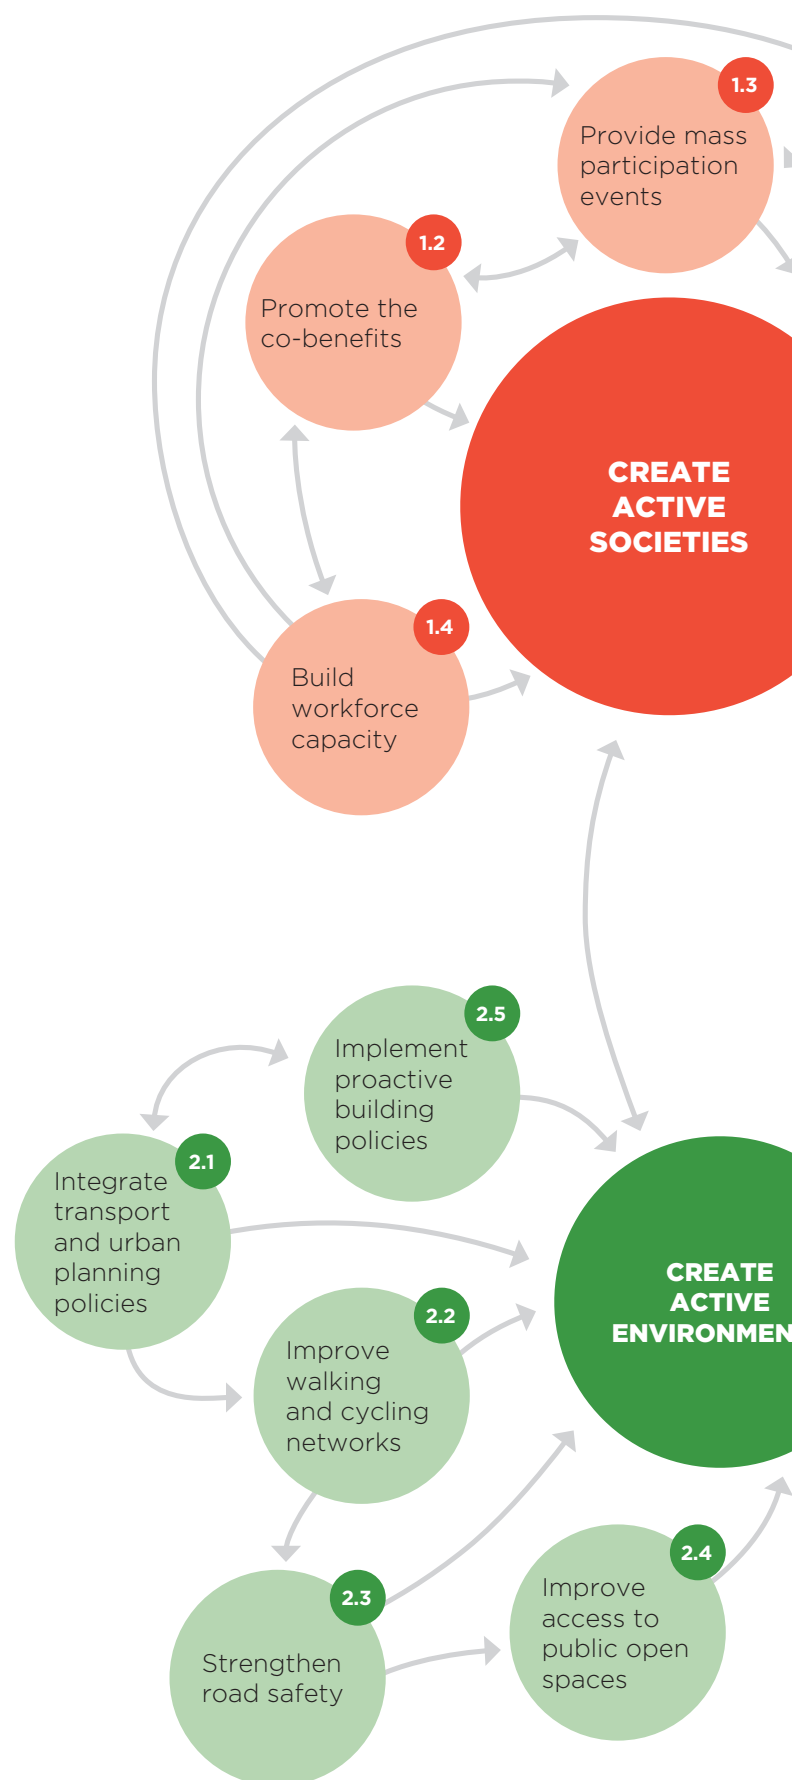 1.3
Provide mass
participation
events
1.2
Promote the
co-benefits
CREATE
ACTIVE
SOCIETIES
1.4
Build
workforce
capacity
2.5
Implement
proactive
building
policies
2.1
Integrate
transport
and urban
planning
policies
CREATE
ACTIVE
ENVIRONMEN
2.2
Improve
walking
and cycling
networks
2.4
Improve
access to
public open
spaces
2.3
Strengthen
road safety